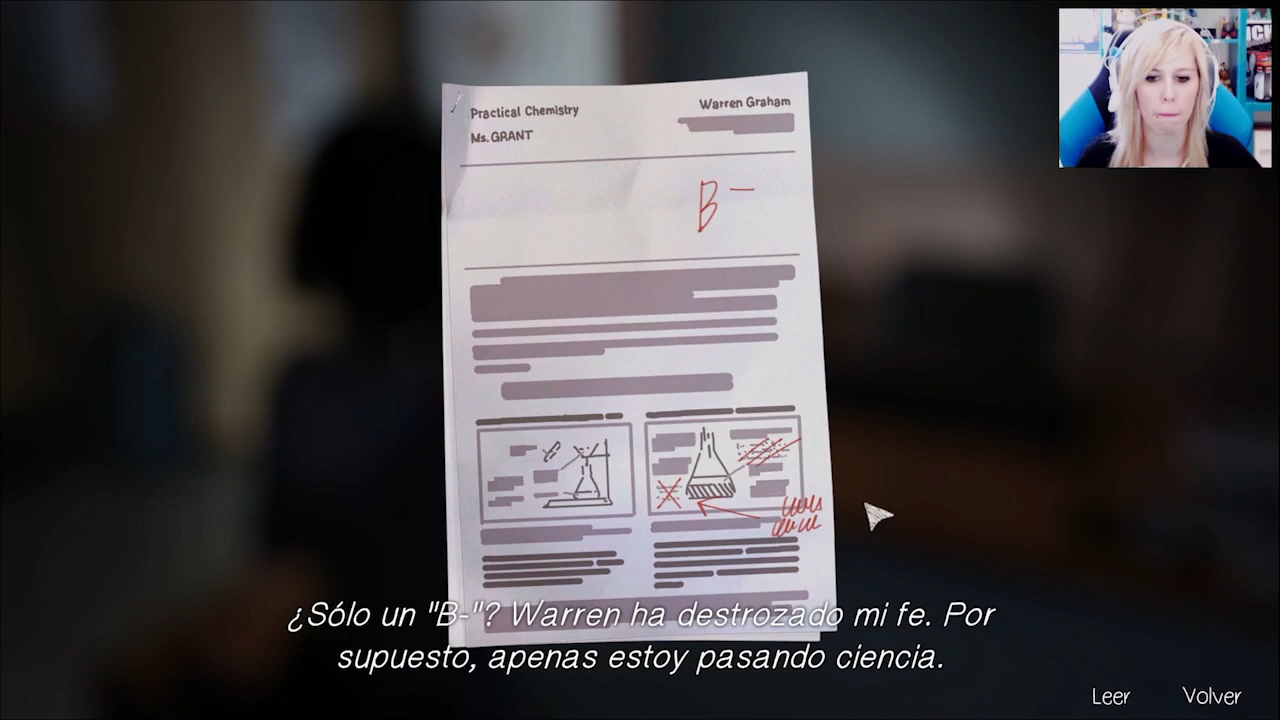 Practical Chemistry
Warren Graham
Ms. GRANT
B-
¿Sólo un "B-"? Warren ha destrozado mi fe. Por
supuesto, apenas estoy pasando ciencia.
Leer Volver